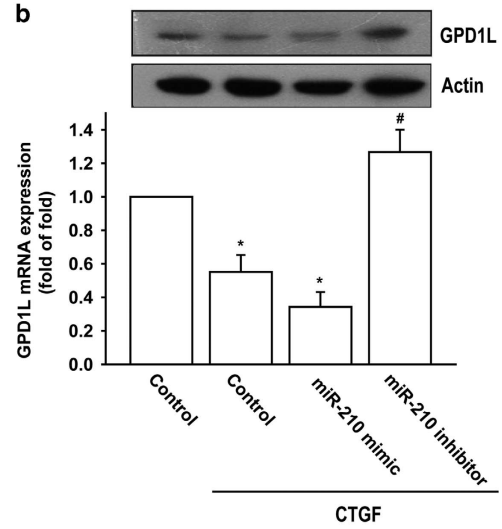 b
GPD1L
Actin
GPD1L mRNA expression
(fold of fold)
1.4
1.2
1.0
0.8
0.6
0.4
0.2
0.0
*
*
#
Control
Control
miR-210 mimic
miR-210 inhibitor
CTGF